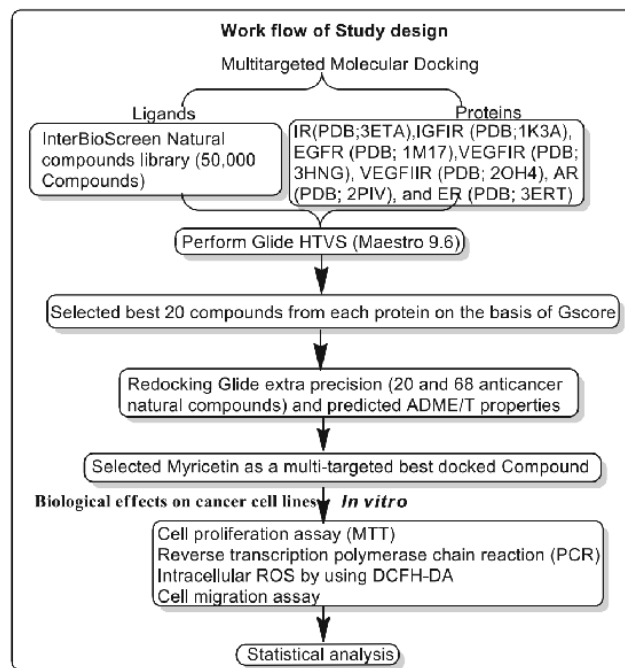 Work flow of Study design
Multitargeted Molecular Docking
Ligands
InterBioScreen Natural
compounds library (50,000
Compounds)
Proteins
IR(PDB;3ETA),IGFIR (PDB;1K3A),
EGFR (PDB; 1M17),VEGFIR (PDB;
3HNG), VEGFIIR (PDB; 2OH4), AR
(PDB; 2PIV), and ER (PDB; 3ERT)
Perform Glide HTVS (Maestro 9.6)
Selected best 20 compounds from each protein on the basis of Gscore
Redocking Glide extra precision (20 and 68 anticancer
natural compounds) and predicted ADME/T properties
Selected Myricetin as a multi-targeted best docked Compound
Biological effects on cancer cell lines In vitro
Cell proliferation assay (MTT)
Reverse transcription polymerase chain reaction (PCR)
Intracellular ROS by using DCFH-DA
Cell migration assay
Statistical analysis